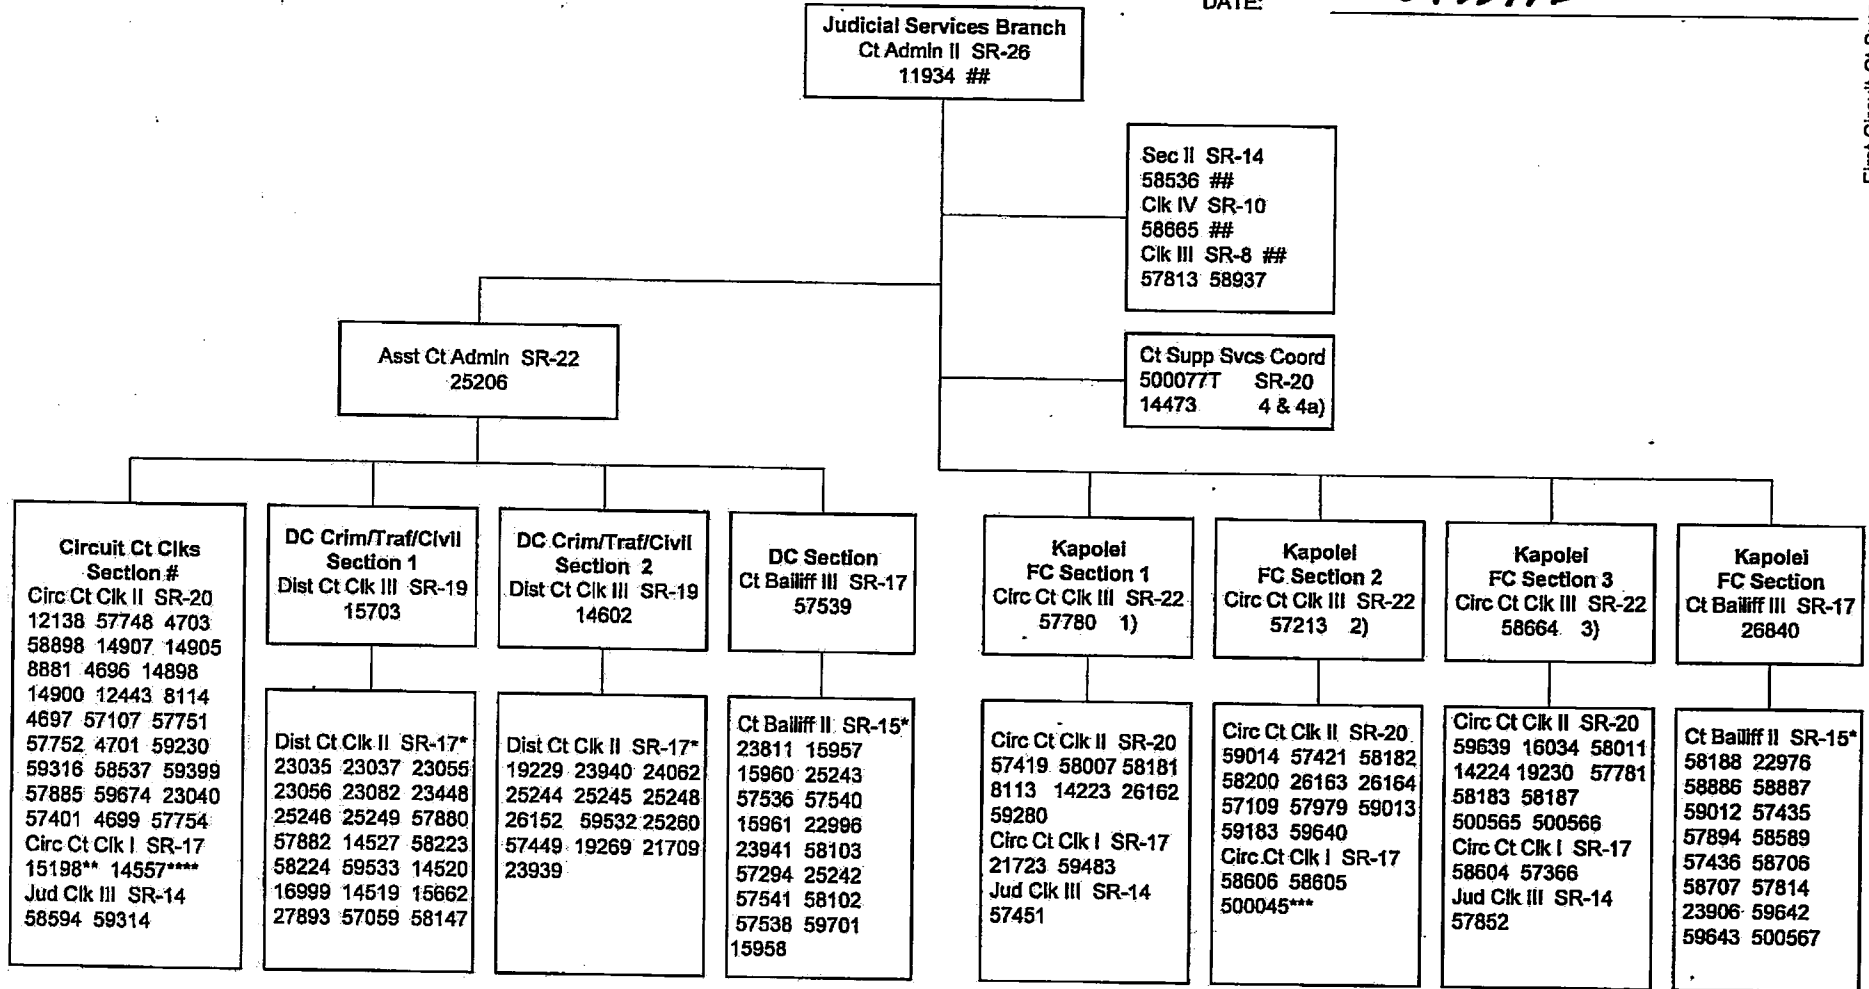 DATE:
Judicial Services Branch
Ct Admin II SR-26
11934 ##
Sec II SR-14
58536 ##
Clk IV SR-10
58665 ##
Clk III SR-8 ##
57813 58937
Asst Ct Admin SR-22
25206
Ct Supp Svcs Coord
500077T SR-20
14473 4 & 4a)
Circuit Ct Clks
Section #
Circ Ct Clk II SR-20
12138 57748 4703
58898 14907 14905
8881 4696 14898
14900 12443 8114
4697 57107 57751
57752 4701 59230
59316 58537 59399
57885 59674 23040
57401 4699 57754
Circ Ct Clk I SR-17
15198** 14557****
Jud Clk III SR-14
58594 59314
DC Crim/Traf/Civil
Section 1
Dist Ct Clk III SR-19
15703
Dist Ct Clk II SR-17*
23035 23037 23055
23056 23082 23448
25246 25249 57880
57882 14527 58223
58224 59533 14520
16999 14519 15662
27893 57059 58147
DC Crim/Traf/Civil
Section 2
Dist Ct Clk III SR-19
14602
Dist Ct Clk II SR-17*
19229 23940 24062
25244 25245 25248
26152 59532 25260
57449 19269 21709
23939
DC Section
Ct Bailiff III SR-17
57539
Ct Bailiff II SR-15*
23811 15957
15960 25243
57536 57540
15961 22996
23941 58103
57294 25242
57541 58102
57538 59701
15958
Kapolei
FC Section 1
Circ Ct Clk III SR-22
57780 1)
Circ Ct Clk II SR-20
57419 58007 58181
8113 14223 26162
59280
Circ Ct Clk I SR-17
21723 59483
Jud Clk III SR-14
57451
Kapolei
FC Section 2
Circ Ct Clk III SR-22
57213 2)
Circ Ct Clk II SR-20
59014 57421 58182
58200 26163 26164
57109 57979 59013
59183 59640
Circ Ct Clk I SR-17
58606 58605
500045***
Kapolei
FC Section 3
Circ Ct Clk III SR-22
58664 3)
Circ Ct Clk II SR-20
59639 16034 58011
14224 19230 57781
58183 58187
500565 500566
Circ Ct Clk I SR-17
58604 57366
Jud Clk III SR-14
57852
Kapolei
FC Section
Ct Bailiff III SR-17
26840
Ct Bailiff II SR-15*
58188 22976
58886 58887
59012 57435
57894 58589
57436 58706
58707 57814
23906 59642
59643 500567